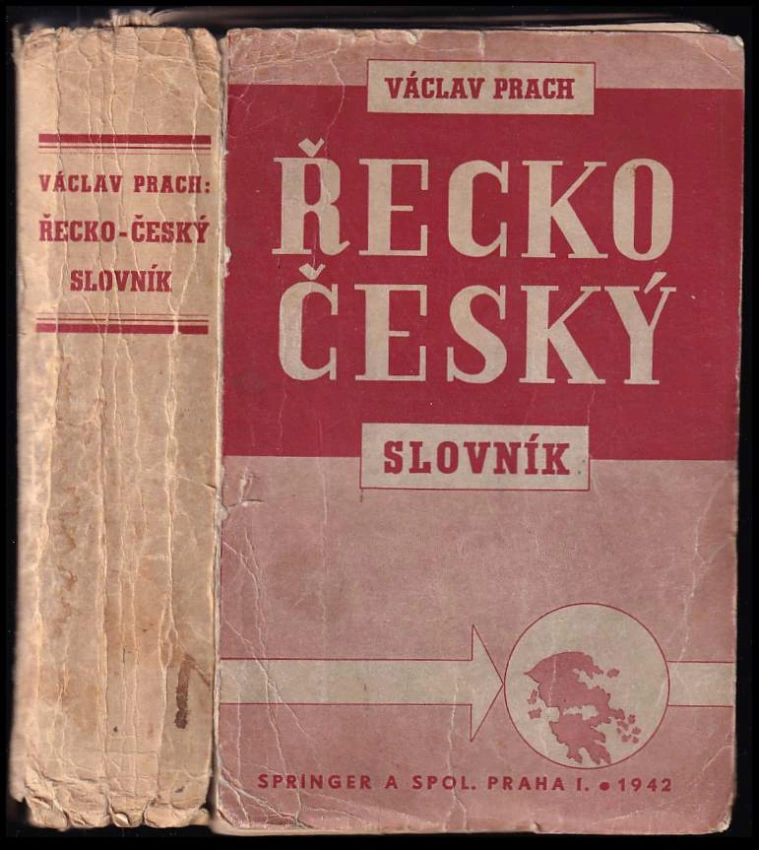 VÁCLAV PRACH:
ŘECKO-ČESKÝ
SLOVNÍK
VÁCLAV PRACH
ŘECKO
ČESKÝ
SLOVNÍK
SPRINGER A SPOL. PRAHA I. • 1942